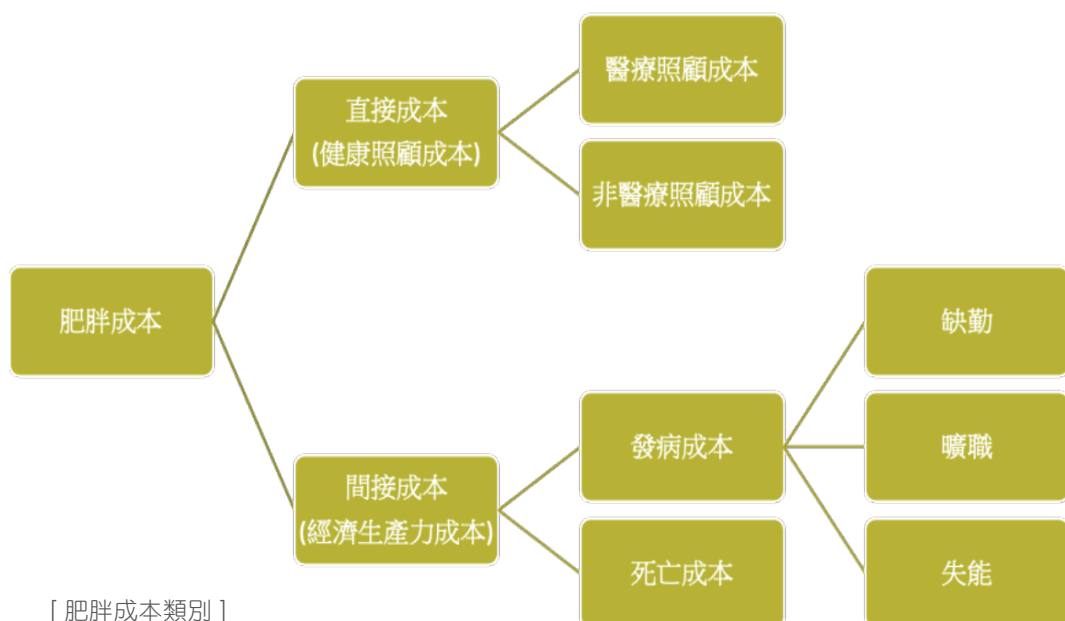 肥胖成本
直接成本
(健康照顧成本)
醫療照顧成本
非醫療照顧成本
間接成本
(經濟生產力成本)
發病成本
缺勤
曠職
失能
死亡成本
[ 肥胖成本類別 ]